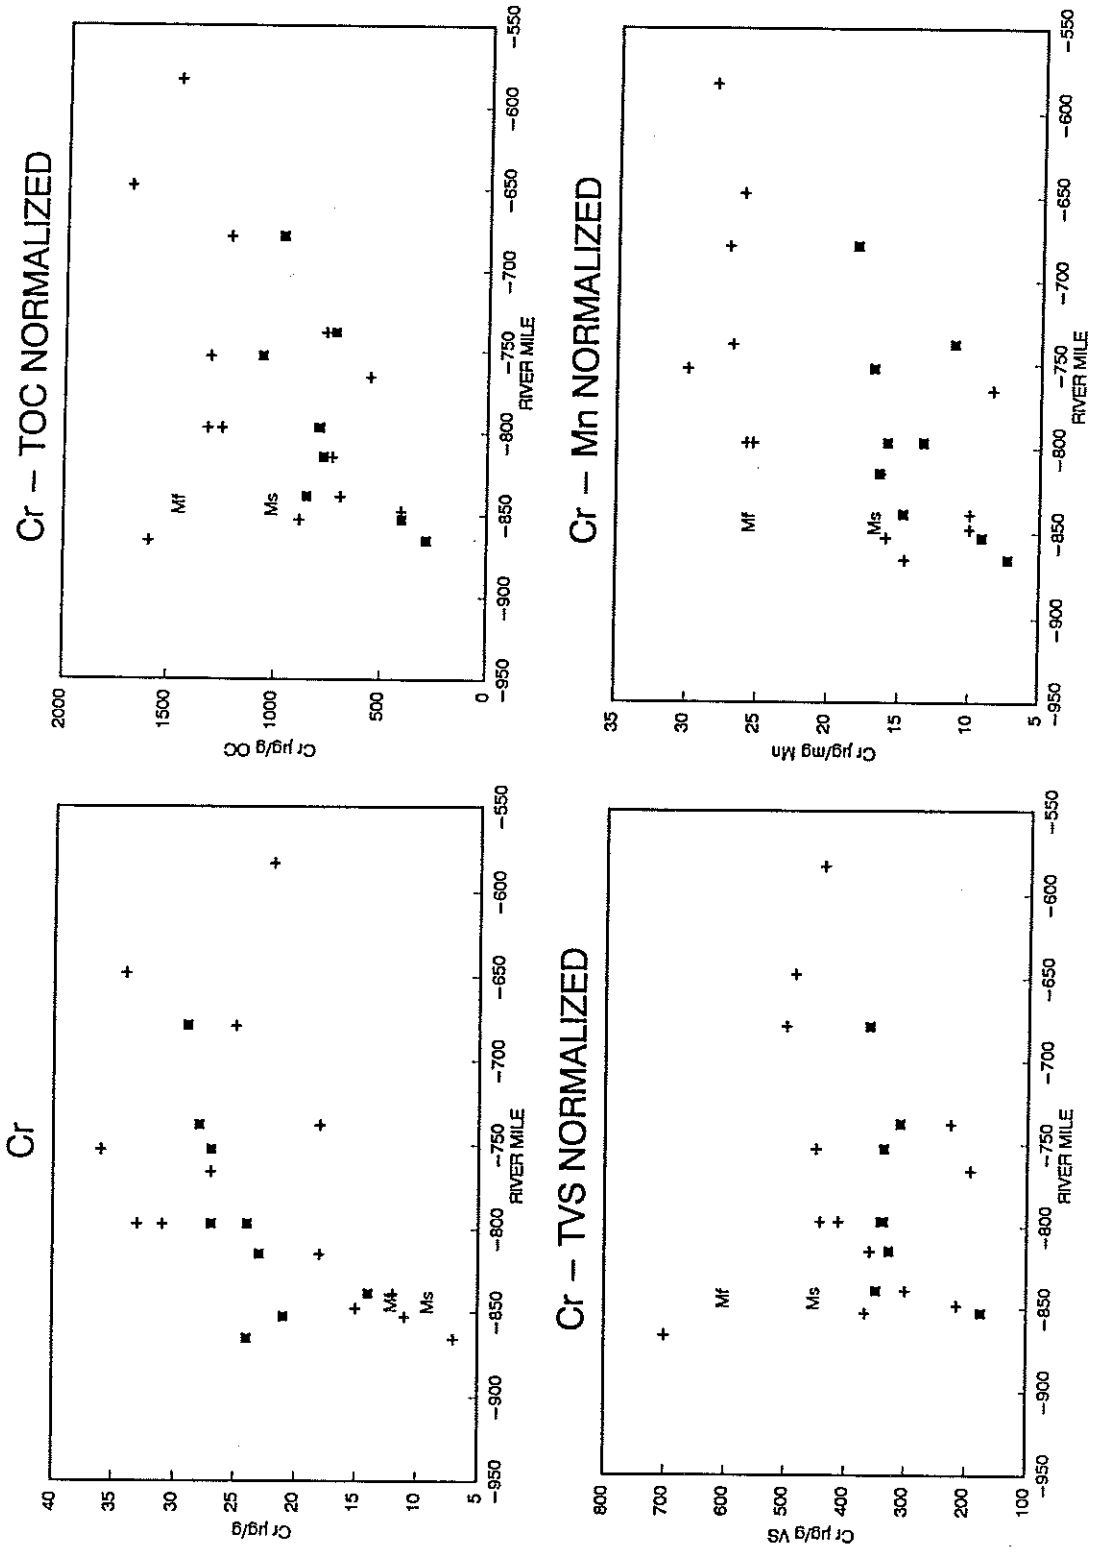 Cr
40
35
30
25
20
15
10
5
Cr µg/g
Mf
Ms
−950 −900 −850 −800 −750 −700 −650 −600 −550
RIVER MILE
Cr − TOC NORMALIZED
2000
1500
1000
500
0
Cr µg/g OC
Mf
Ms
−950 −900 −850 −800 −750 −700 −650 −600 −550
RIVER MILE
Cr − TVS NORMALIZED
800
700
600
500
400
300
200
100
Cr µg/g VS
Mf
Ms
−950 −900 −850 −800 −750 −700 −650 −600 −550
RIVER MILE
Cr − Mn NORMALIZED
35
30
25
20
15
10
5
Cr µg/mg Mn
Mf
Ms
−950 −900 −850 −800 −750 −700 −650 −600 −550
RIVER MILE